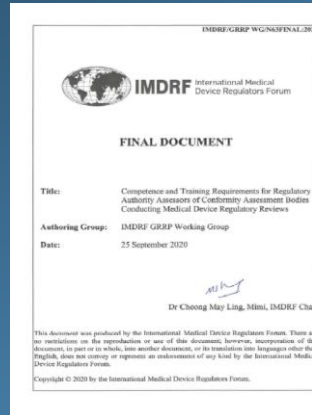 IMDRF/GRRP WG/N63FINAL:202
IMDRF International Medical
Device Regulators Forum
FINAL DOCUMENT
Title: Competence and Training Requirements for Regulatory
Authority Assessors of Conformity Assessment Bodies
Conducting Medical Device Regulatory Reviews
Authoring Group: IMDRF GRRP Working Group
Date: 25 September 2020
Dr Choong May Ling, Mimi, IMDRF Cha
This document was produced by the International Medical Device Regulators Forum. There a
no restrictions on the reproduction or use of this document; however, incorporation of th
document, in part or in whole, into another document, or its translation into languages other tha
English, does not convey or represent an endorsement of any kind by the International Medic
Device Regulators Forum.
Copyright © 2020 by the International Medical Device Regulators Forum.